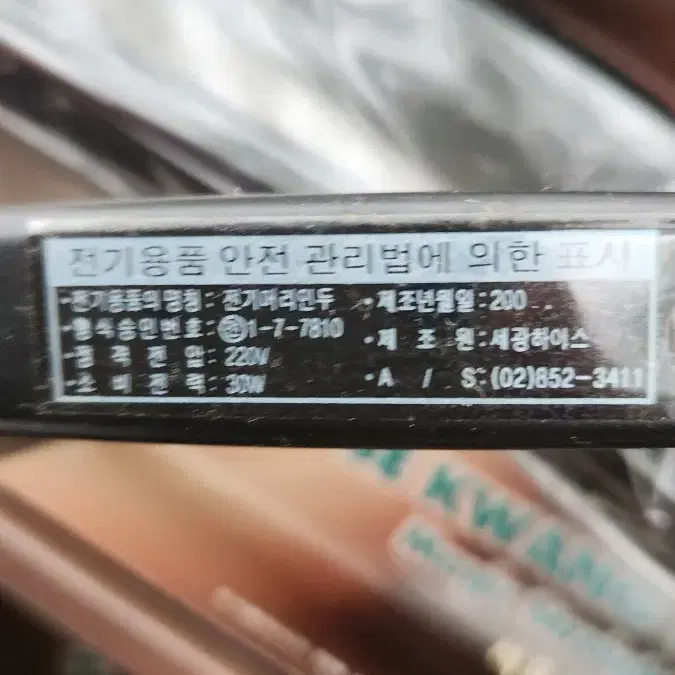 전기용품 안전 관리법에 의한 표시
·전기용품의 명칭 : 전기머리인두
·형식승인번호 : 1-7-7810
·정 격 전 압 : 220V
·소 비 전 력 : 30W
·제조년월일 : 200
·제 조 원 : 세광하이스
·A / S : (02)852-3411
KWANG